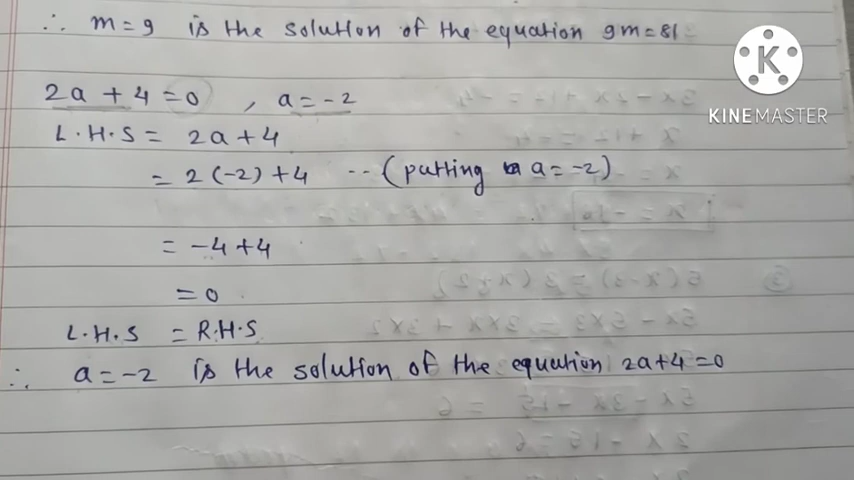 ∴ m = 9 is the solution of the equation 9m = 81
K
KINEMASTER
2a + 4 = 0 , a = -2
L.H.S = 2a + 4
= 2 (-2) + 4 -- (putting a = -2)
= -4 + 4
= 0
L.H.S = R.H.S
∴ a = -2 is the solution of the equation 2a+4 = 0